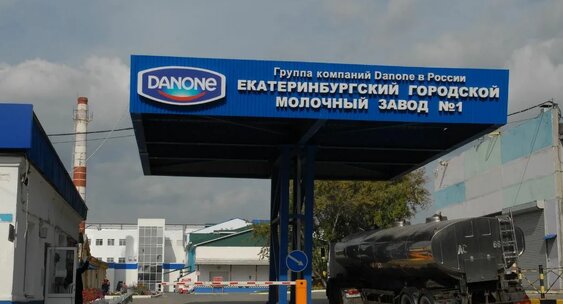 DANONE
Группа компаний Danone в России
ЕКАТЕРИНБУРГСКИЙ ГОРОДСКОЙ
МОЛОЧНЫЙ ЗАВОД №1